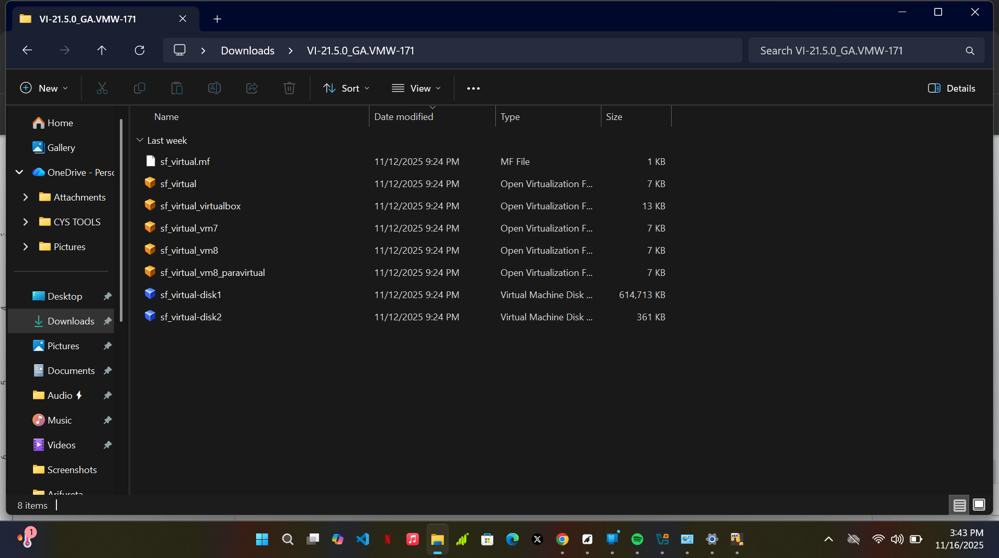 VI-21.5.0_GA.VMW-171
Downloads > VI-21.5.0_GA.VMW-171
Search VI-21.5.0_GA.VMW-171
New
Sort
View
Details
Name Date modified Type Size
Last week
sf_virtual.mf 11/12/2025 9:24 PM MF File 1 KB
sf_virtual 11/12/2025 9:24 PM Open Virtualization F... 7 KB
sf_virtual_virtualbox 11/12/2025 9:24 PM Open Virtualization F... 13 KB
sf_virtual_vm7 11/12/2025 9:24 PM Open Virtualization F... 7 KB
sf_virtual_vm8 11/12/2025 9:24 PM Open Virtualization F... 7 KB
sf_virtual_vm8_paravirtual 11/12/2025 9:24 PM Open Virtualization F... 7 KB
sf_virtual-disk1 11/12/2025 9:24 PM Virtual Machine Disk ... 614,713 KB
sf_virtual-disk2 11/12/2025 9:24 PM Virtual Machine Disk ... 361 KB
Home
Gallery
OneDrive - Perso
Attachments
CYS TOOLS
Pictures
Desktop
Downloads
Pictures
Documents
Audio
Music
Videos
Screenshots
8 items
1
3:43 PM
11/16/2025